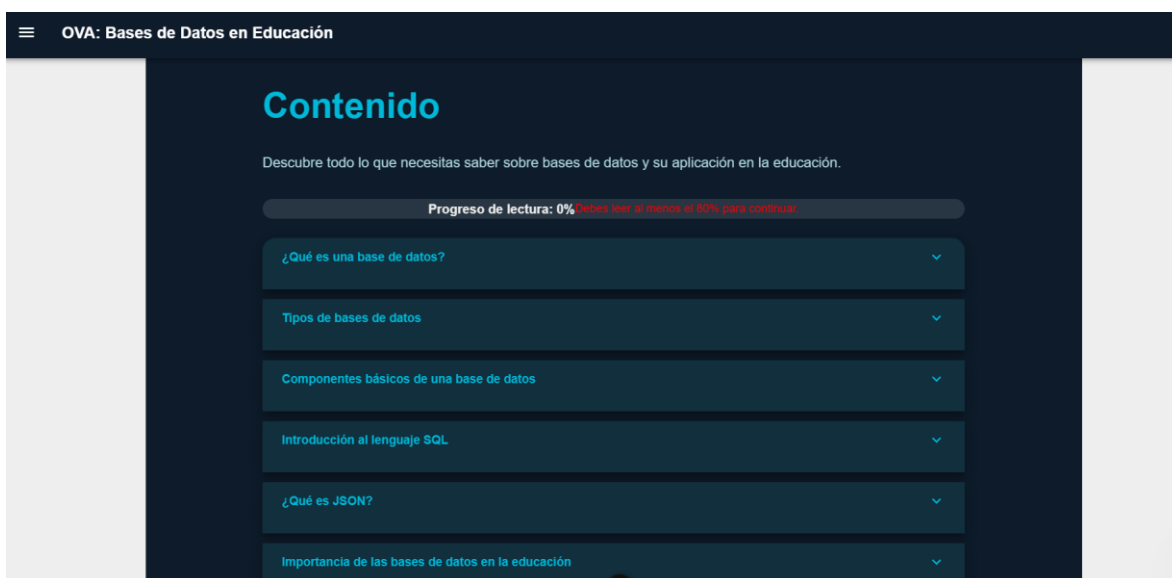 OVA: Bases de Datos en Educación
Contenido
Descubre todo lo que necesitas saber sobre bases de datos y su aplicación en la educación.
Progreso de lectura: 0%Debes leer al menos el 80% para continuar.
¿Qué es una base de datos?
Tipos de bases de datos
Componentes básicos de una base de datos
Introducción al lenguaje SQL
¿Qué es JSON?
Importancia de las bases de datos en la educación